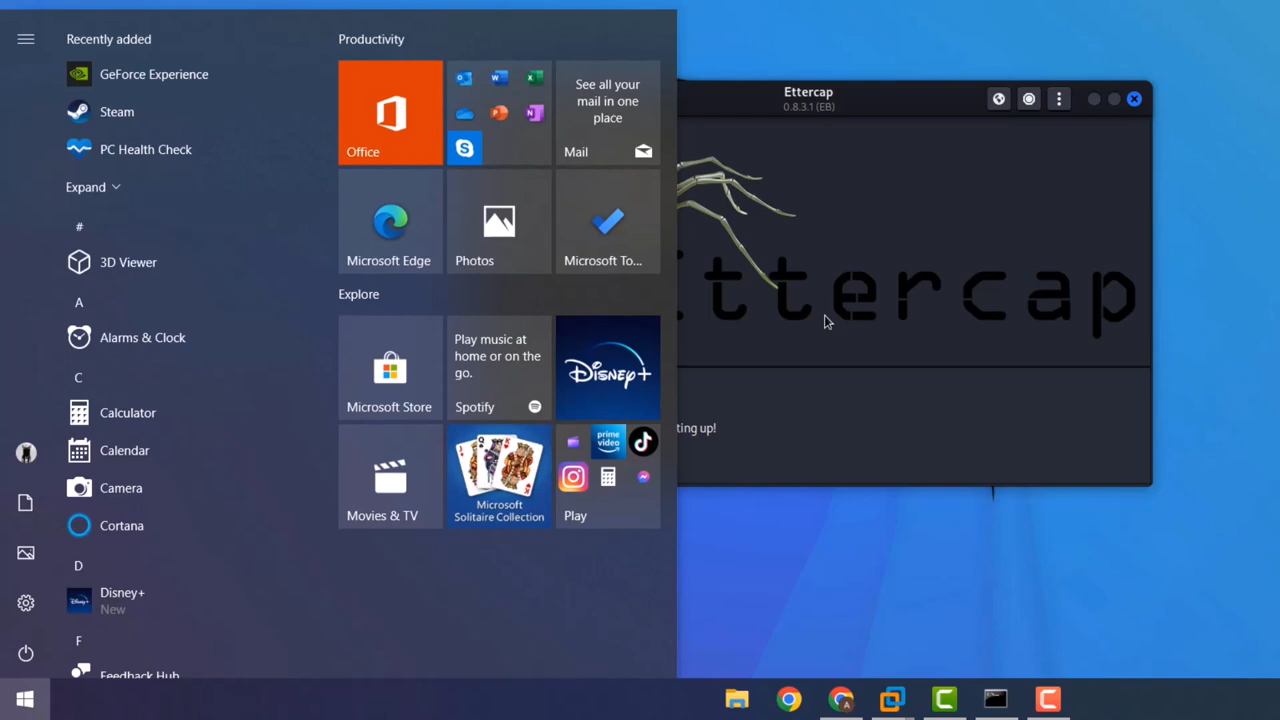 Recently added
GeForce Experience
Steam
PC Health Check
Expand
#
3D Viewer
A
Alarms & Clock
C
Calculator
Calendar
Camera
Cortana
D
Disney+
New
F
Feedback Hub
Productivity
Office
See all your
mail in one
place
Mail
Microsoft Edge
Photos
Microsoft To...
Explore
Microsoft Store
Play music at
home or on the
go.
Spotify
Disney+
Movies & TV
Microsoft
Solitaire Collection
prime
video
Play
Ettercap
0.8.3.1 (EB)
ttercap
ting up!